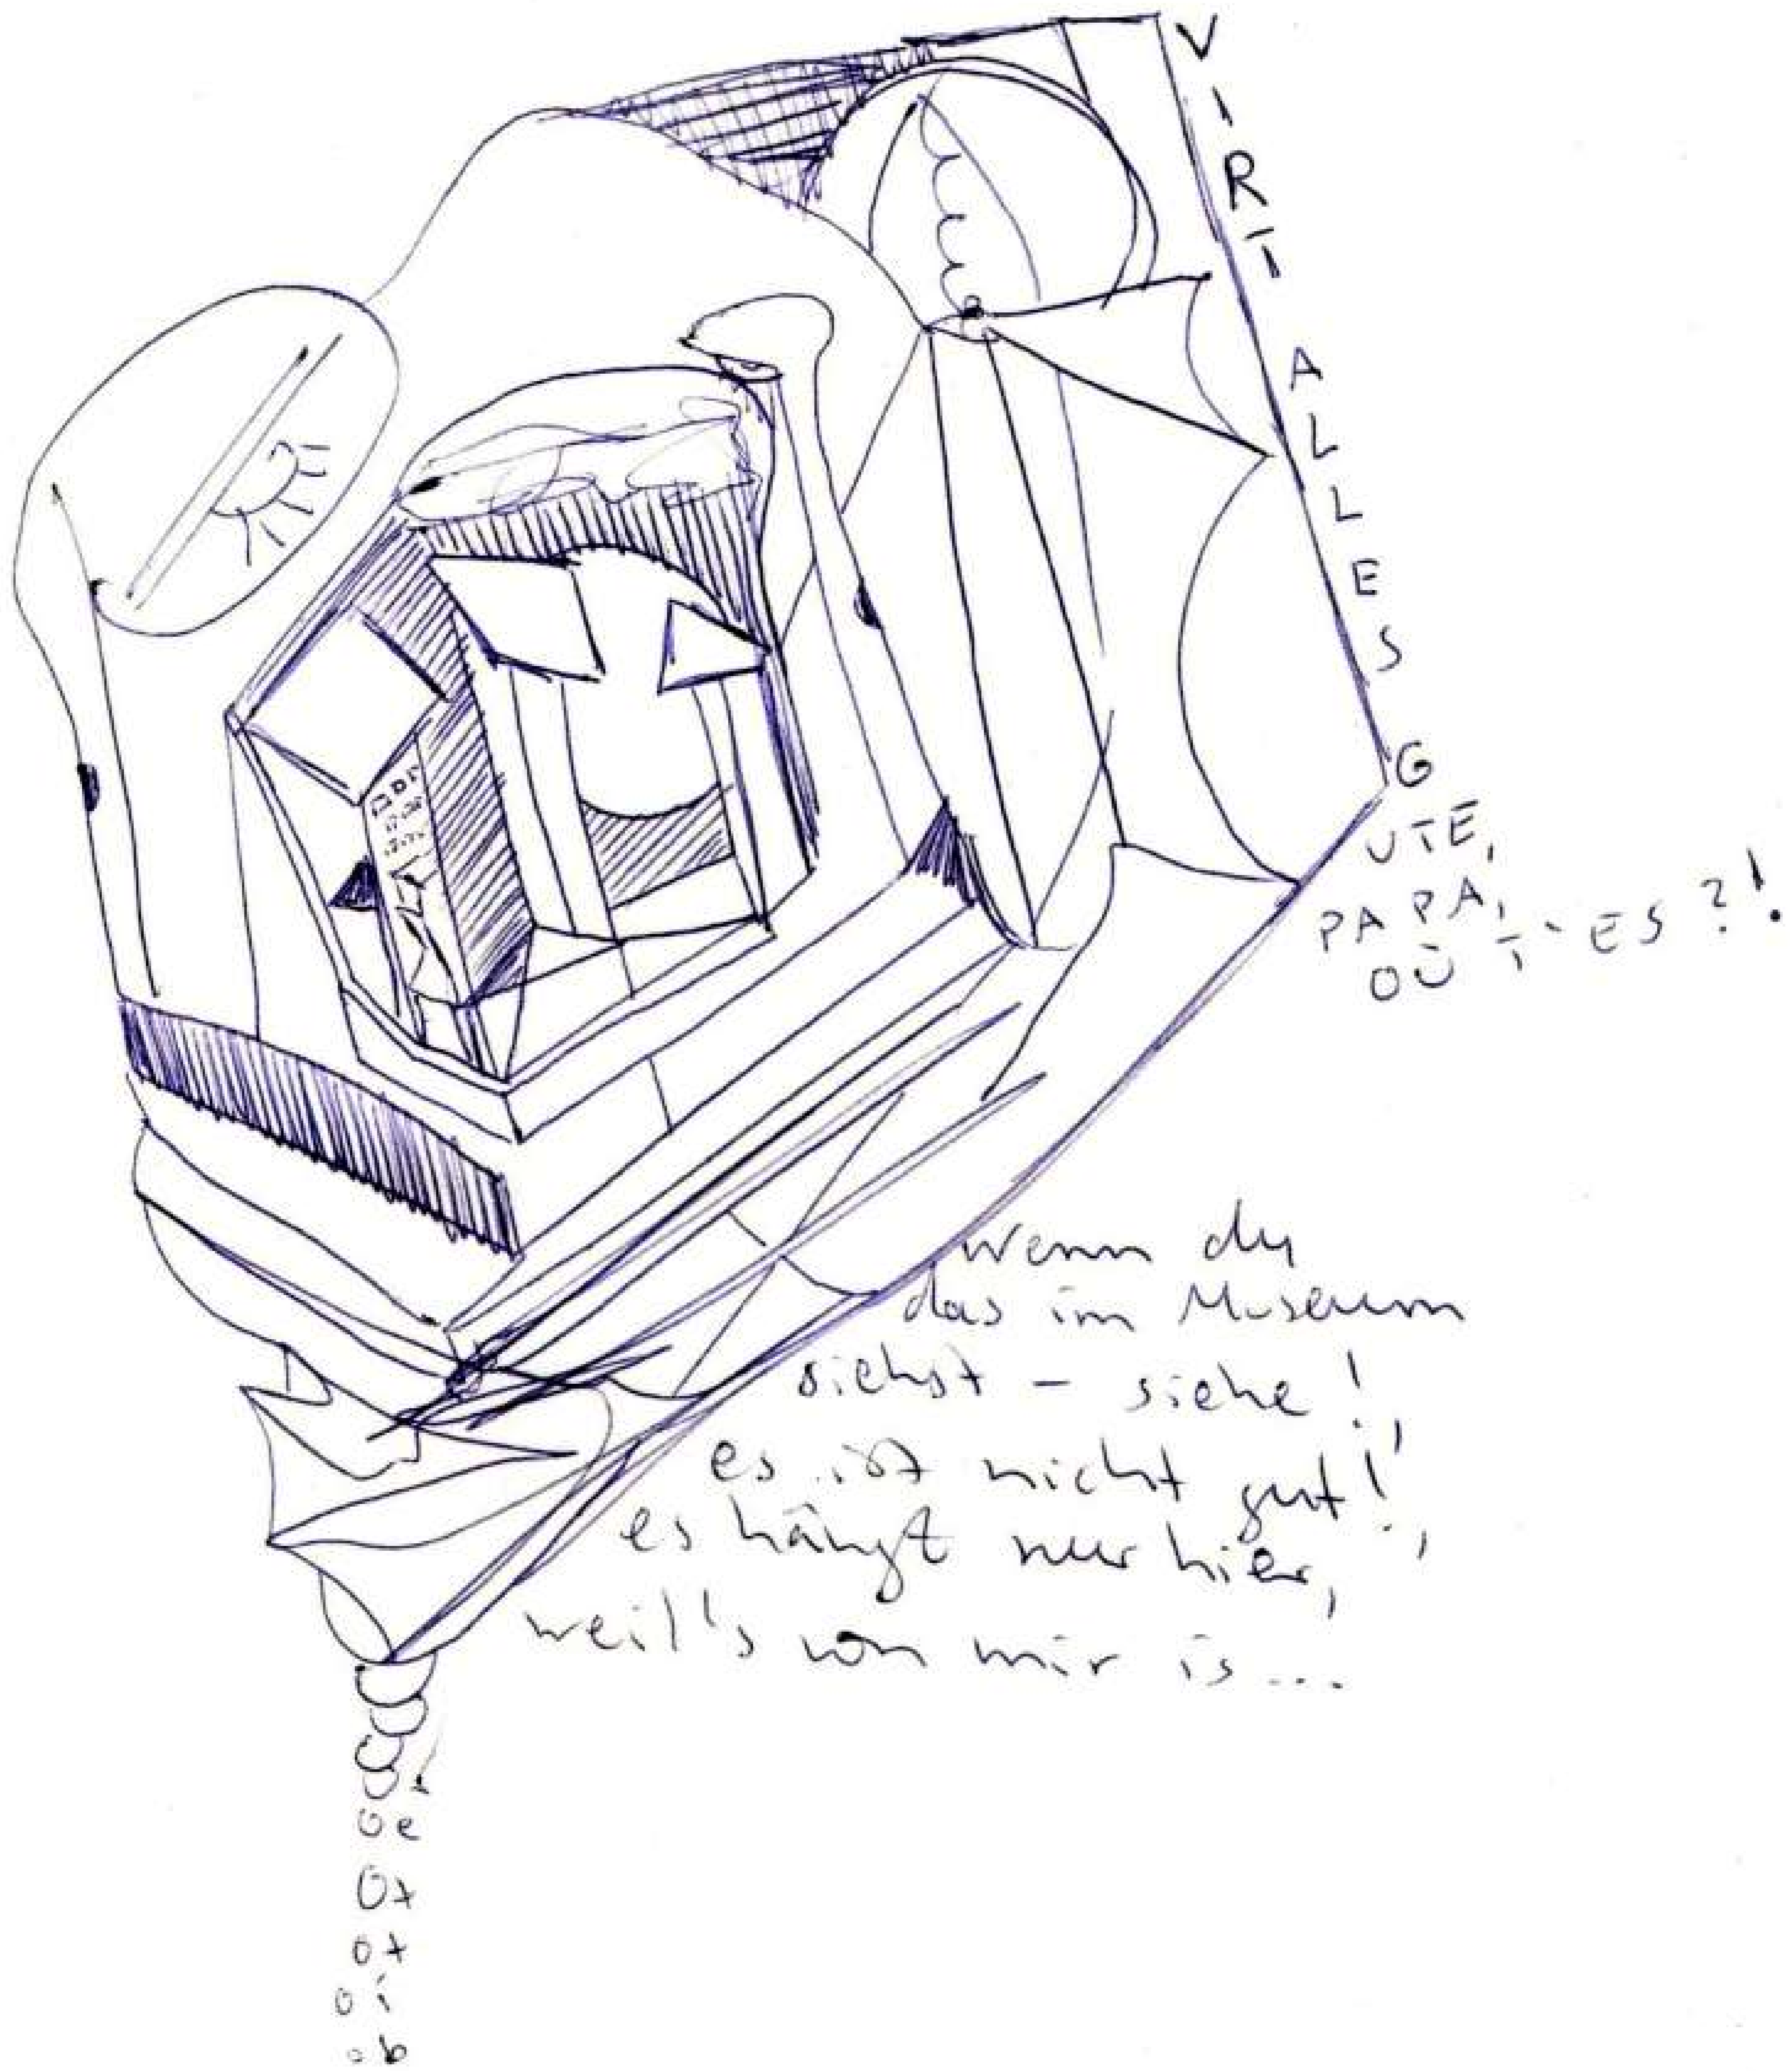 VIRI ALLES G
UTE,
PAPA,
OÙ T'ES?!
wenn du
das im Museum
siehst – siehe!
es ist nicht gut!
es hängt nur hier,
weil's von mir is...
e
t
t
i
b